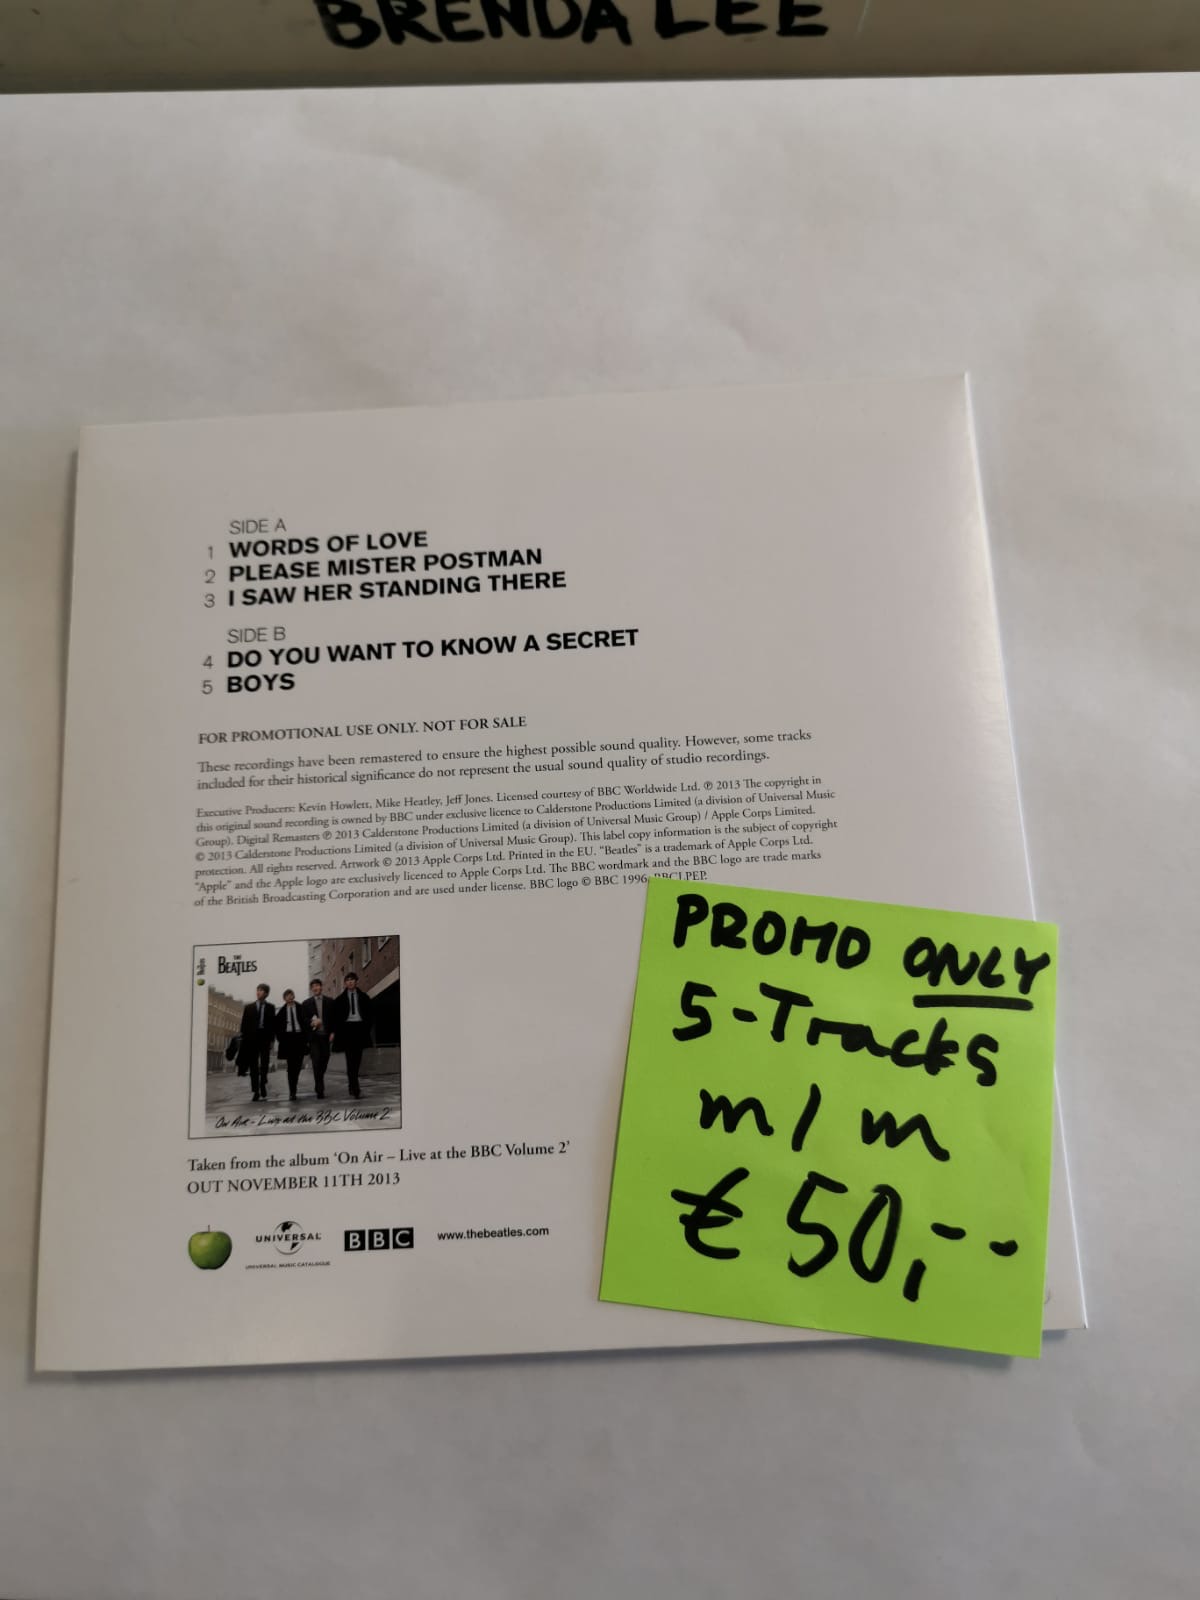 BRENDA LEE
SIDE A
1 WORDS OF LOVE
2 PLEASE MISTER POSTMAN
3 I SAW HER STANDING THERE
SIDE B
4 DO YOU WANT TO KNOW A SECRET
5 BOYS
FOR PROMOTIONAL USE ONLY. NOT FOR SALE
These recordings have been remastered to ensure the highest possible sound quality. However, some tracks
included for their historical significance do not represent the usual sound quality of studio recordings.
Executive Producers: Kevin Howlett, Mike Heatley, Jeff Jones. Licensed courtesy of BBC Worldwide Ltd. ℗ 2013 The copyright in
this original sound recording is owned by BBC under exclusive licence to Calderstone Productions Limited (a division of Universal Music
Group). Digital Remasters ℗ 2013 Calderstone Productions Limited (a division of Universal Music Group) / Apple Corps Limited.
© 2013 Calderstone Productions Limited (a division of Universal Music Group). This label copy information is the subject of copyright
protection. All rights reserved. Artwork © 2013 Apple Corps Ltd. Printed in the EU. "Beatles" is a trademark of Apple Corps Ltd.
"Apple" and the Apple logo are exclusively licenced to Apple Corps Ltd. The BBC wordmark and the BBC logo are trade marks
of the British Broadcasting Corporation and are used under license. BBC logo © BBC 1996.
THE
BEATLES
'On Air - Live at the BBC Volume 2'
Taken from the album 'On Air – Live at the BBC Volume 2'
OUT NOVEMBER 11TH 2013
UNIVERSAL
UNIVERSAL MUSIC CATALOGUE
BBC
www.thebeatles.com
PROMO ONLY
5-Tracks
m/m
€ 50,--